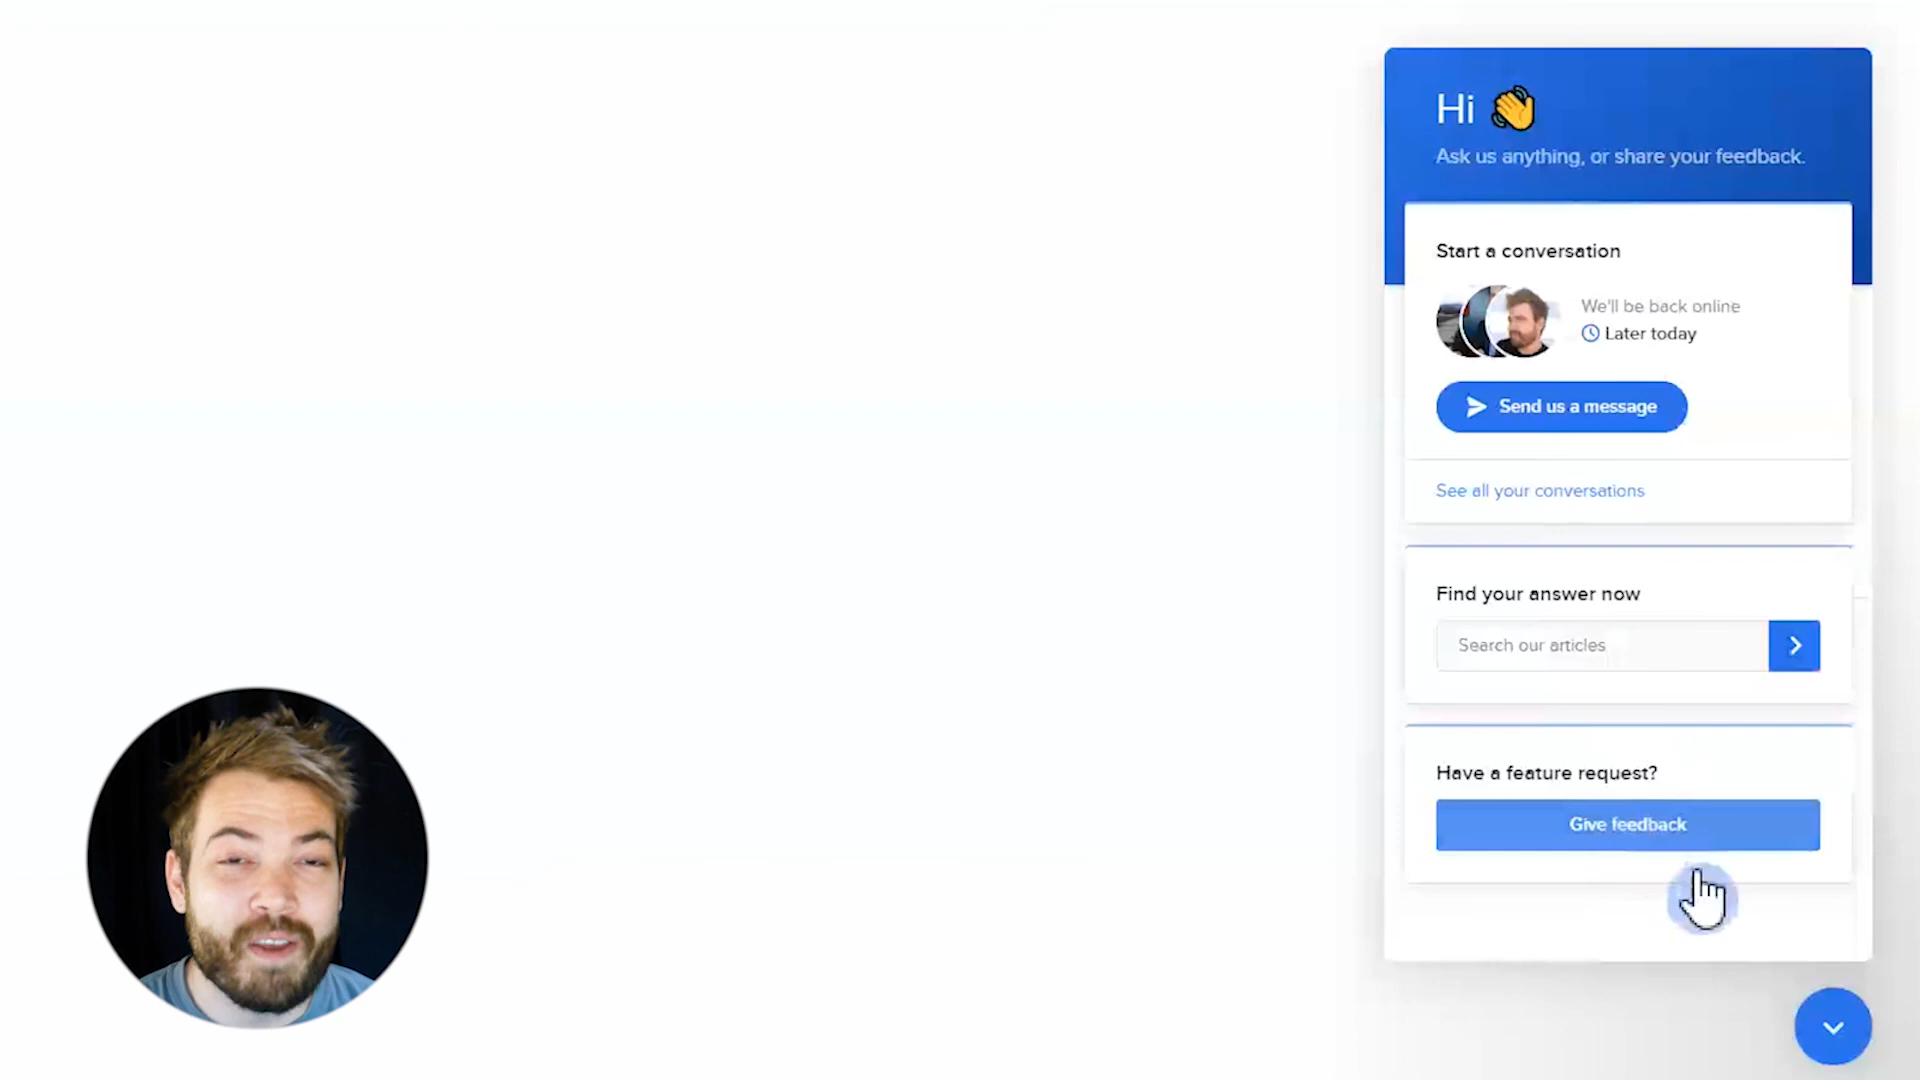 Hi 👋
Ask us anything, or share your feedback.
Start a conversation
We'll be back online
Later today
Send us a message
See all your conversations
Find your answer now
Search our articles
Have a feature request?
Give feedback